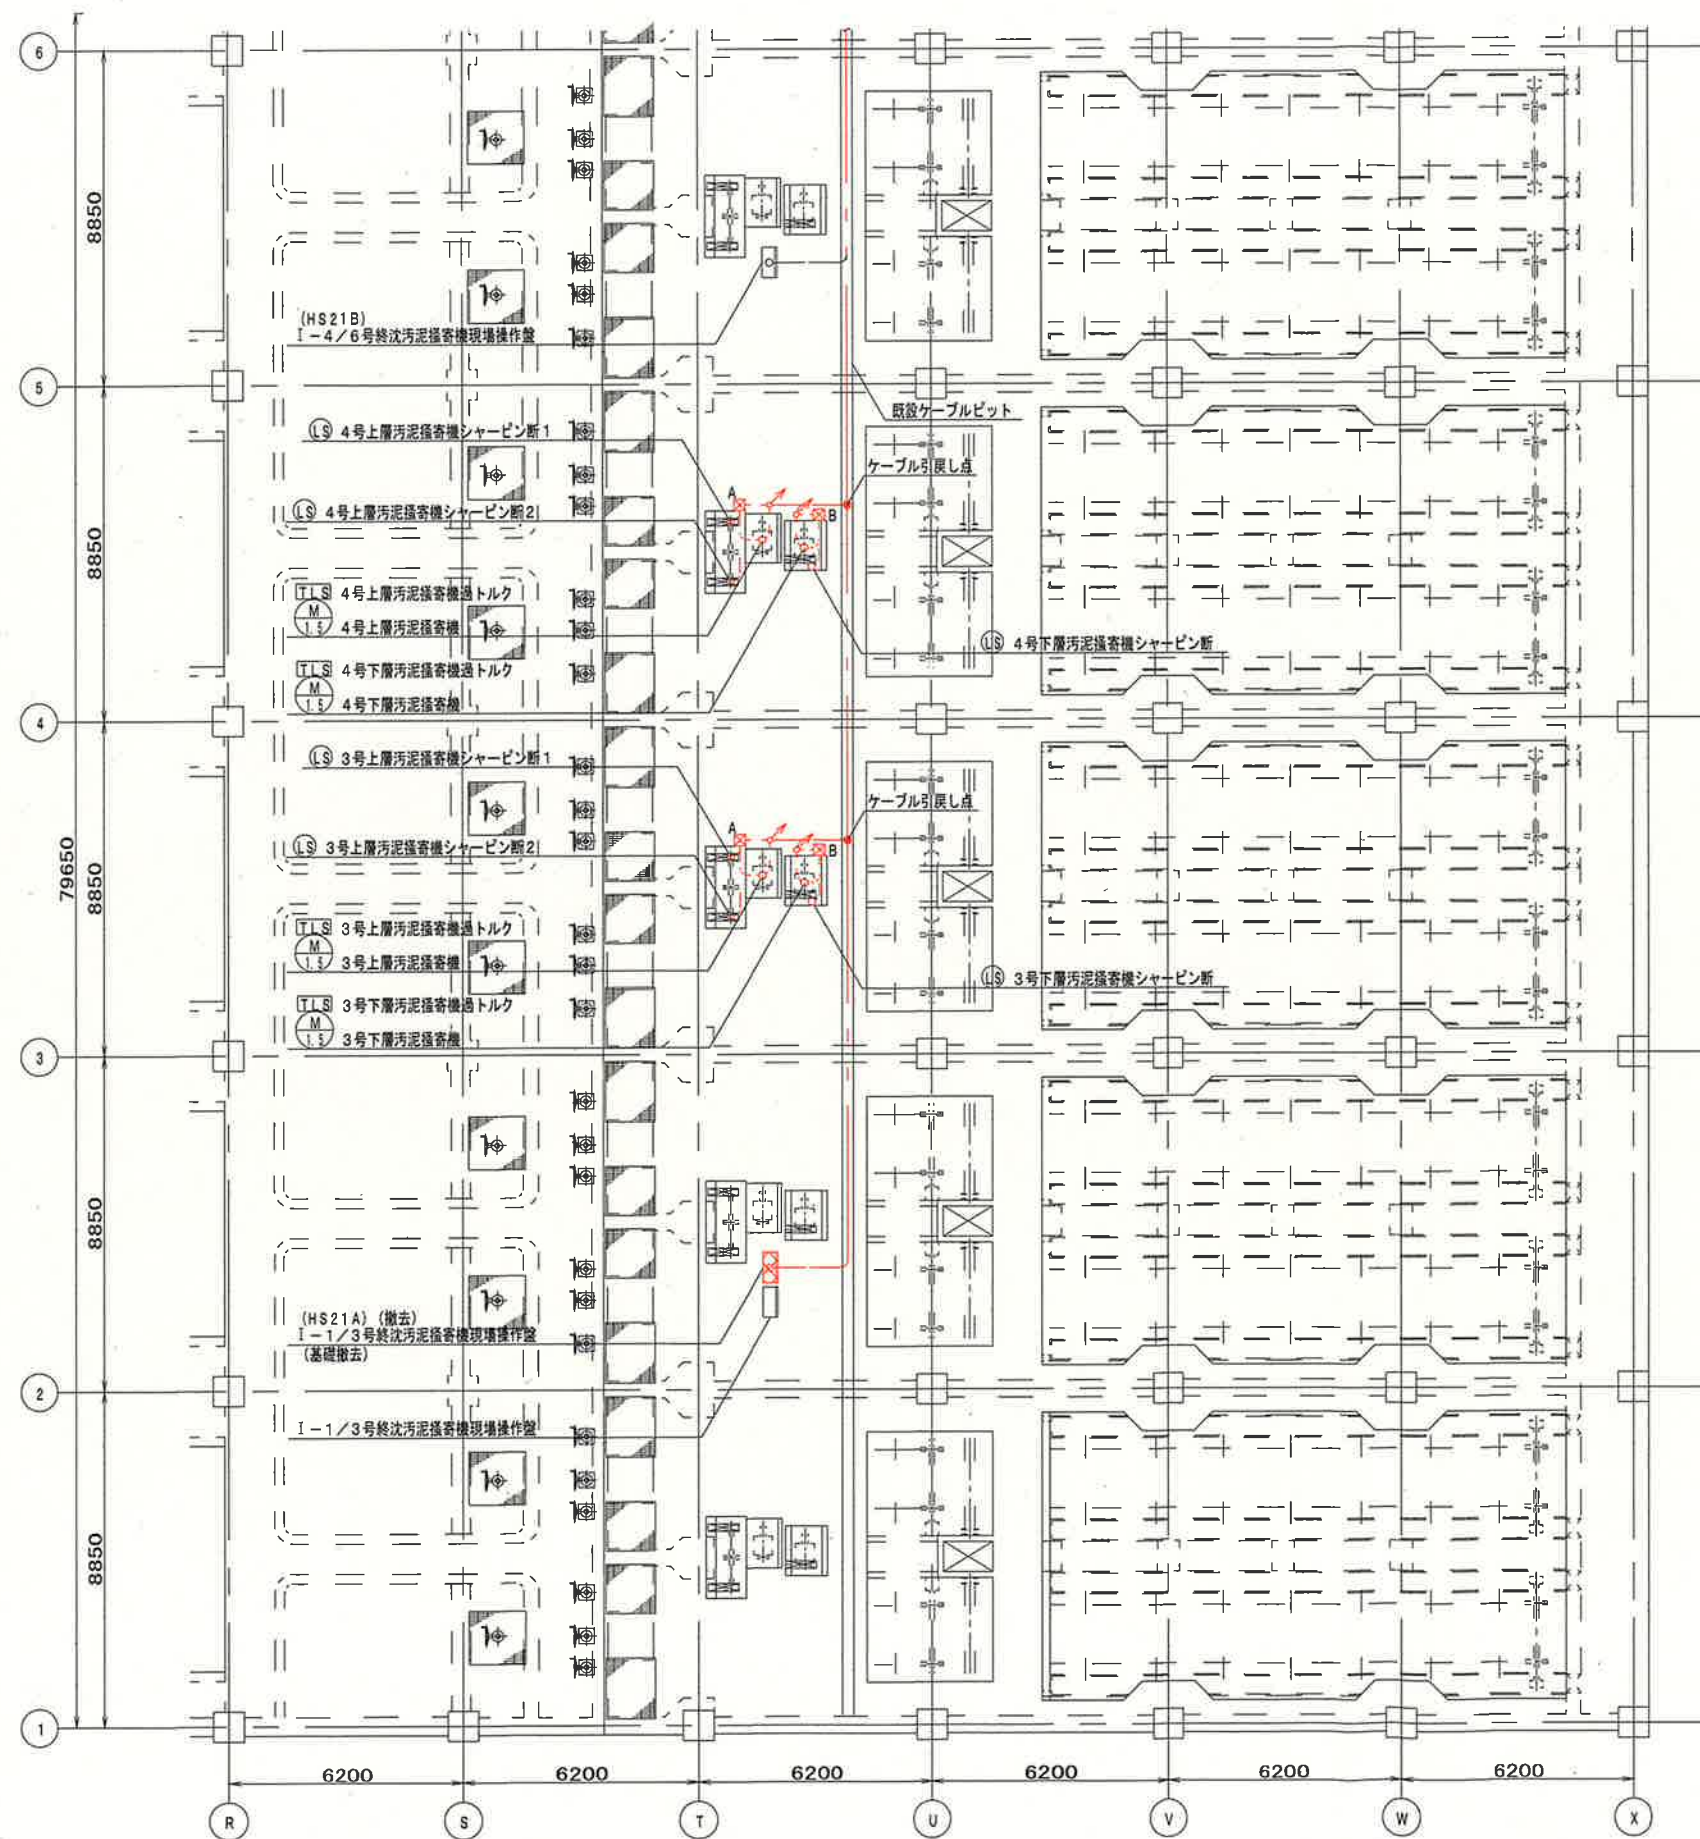 6
8850
(HS21B)
I-4/6号終沈汚泥掻寄機現場操作盤
5
既設ケーブルピット
LS 4号上層汚泥掻寄機シャーピン断1
ケーブル引戻し点
A
LS 4号上層汚泥掻寄機シャーピン断2
B
8850
TLS 4号上層汚泥掻寄機過トルク
M
1.5 4号上層汚泥掻寄機
LS 4号下層汚泥掻寄機シャーピン断
TLS 4号下層汚泥掻寄機過トルク
M
1.5 4号下層汚泥掻寄機
4
LS 3号上層汚泥掻寄機シャーピン断1
ケーブル引戻し点
A
LS 3号上層汚泥掻寄機シャーピン断2
B
79650
8850
TLS 3号上層汚泥掻寄機過トルク
M
1.5 3号上層汚泥掻寄機
LS 3号下層汚泥掻寄機シャーピン断
TLS 3号下層汚泥掻寄機過トルク
M
1.5 3号下層汚泥掻寄機
3
8850
(HS21A)(撤去)
I-1/3号終沈汚泥掻寄機現場操作盤
(基礎撤去)
2
I-1/3号終沈汚泥掻寄機現場操作盤
8850
1
6200
6200
6200
6200
6200
6200
R
S
T
U
V
W
X